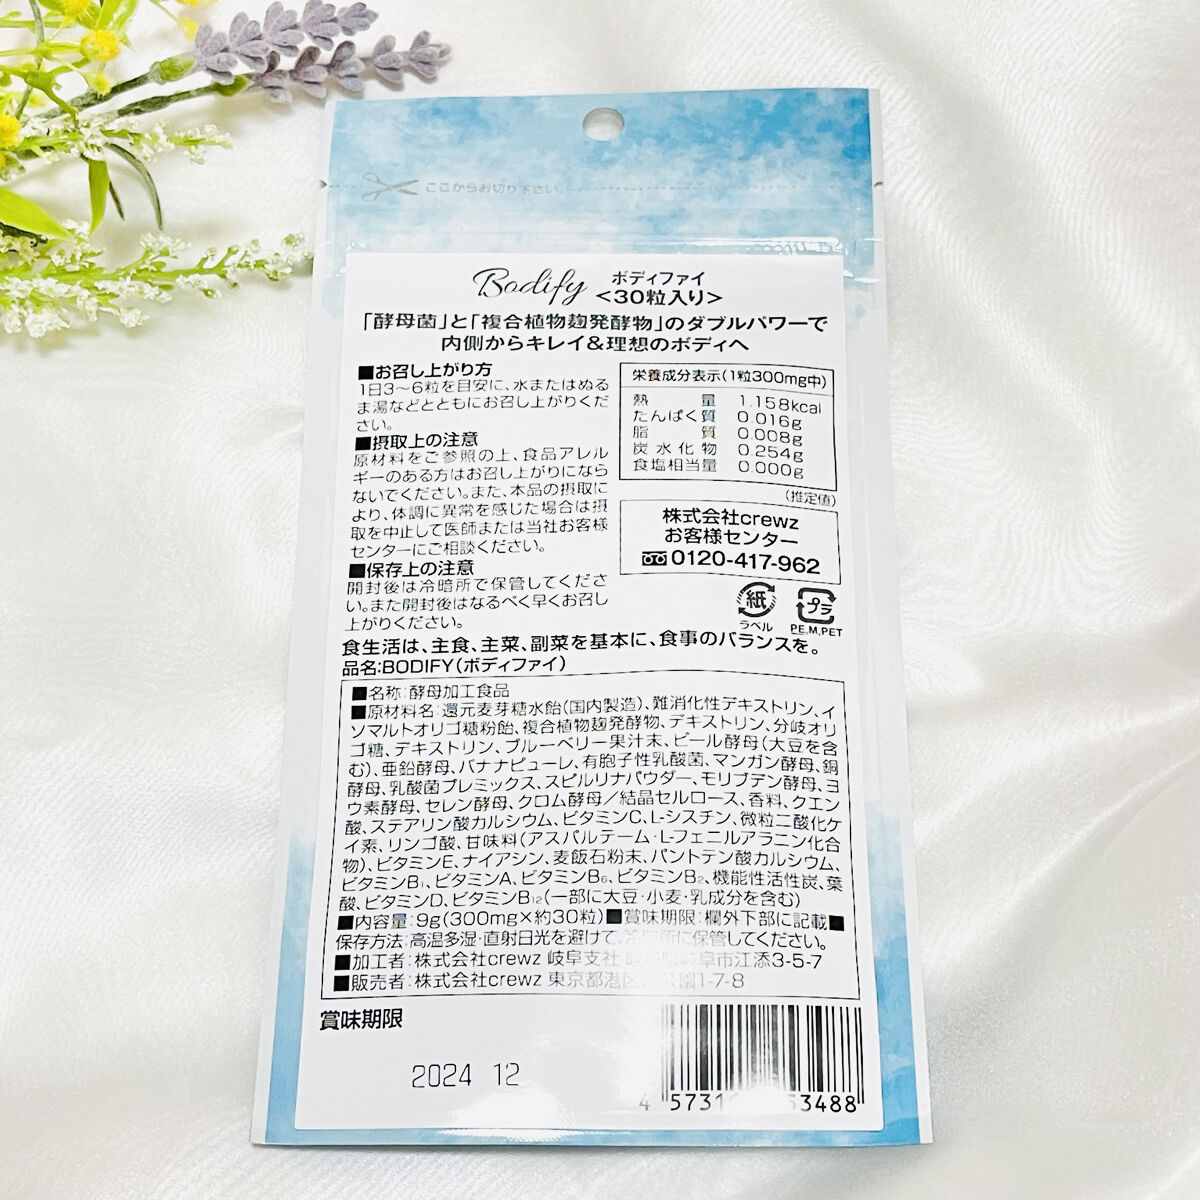 ここからお切り下さい。
Bodify ボディファイ
<30粒入り>
「酵母菌」と「複合植物麹発酵物」のダブルパワーで
内側からキレイ&理想のボディへ
■お召し上がり方
1日3～6粒を目安に、水またはぬる
ま湯などとともにお召し上がりくだ
さい。
■摂取上の注意
原材料をご参照の上、食品アレル
ギーのある方はお召し上がりになら
ないでください。また、本品の摂取に
より、体調に異常を感じた場合は摂
取を中止して医師または当社お客様
センターにご相談ください。
■保存上の注意
開封後は冷暗所で保管してくださ
い。また開封後はなるべく早くお召し
上がりください。
栄養成分表示(1粒300mg中)
熱量 1.158kcal
たんぱく質 0.016g
脂質 0.008g
炭水化物 0.254g
食塩相当量 0.000g
(推定値)
株式会社crewz
お客様センター
0120-417-962
紙
ラベル
プラ
PE,M,PET
食生活は、主食、主菜、副菜を基本に、食事のバランスを。
品名:BODIFY(ボディファイ)
■名称:酵母加工食品
■原材料名:還元麦芽糖水飴(国内製造)、難消化性デキストリン、イ
ソマルトオリゴ糖粉飴、複合植物麹発酵物、デキストリン、分岐オリ
ゴ糖、デキストリン、ブルーベリー果汁末、ビール酵母(大豆を含
む)、亜鉛酵母、バナナピューレ、有胞子性乳酸菌、マンガン酵母、銅
酵母、乳酸菌プレミックス、スピルリナパウダー、モリブデン酵母、ヨ
ウ素酵母、セレン酵母、クロム酵母/結晶セルロース、香料、クエン
酸、ステアリン酸カルシウム、ビタミンC、L-シスチン、微粒二酸化ケ
イ素、リンゴ酸、甘味料(アスパルテーム・L-フェニルアラニン化合
物)、ビタミンE、ナイアシン、麦飯石粉末、パントテン酸カルシウム、
ビタミンB₁、ビタミンA、ビタミンB₆、ビタミンB₂、機能性活性炭、葉
酸、ビタミンD、ビタミンB₁₂(一部に大豆・小麦・乳成分を含む)
■内容量:9g(300mg×約30粒)■賞味期限:欄外下部に記載■
保存方法:高温多湿・直射日光を避けて、冷暗所に保管してください。
■加工者:株式会社crewz 岐阜支社 岐阜県岐阜市江添3-5-7
■販売者:株式会社crewz 東京都港区芝公園1-7-8
賞味期限
2024 12
4 5731 53488